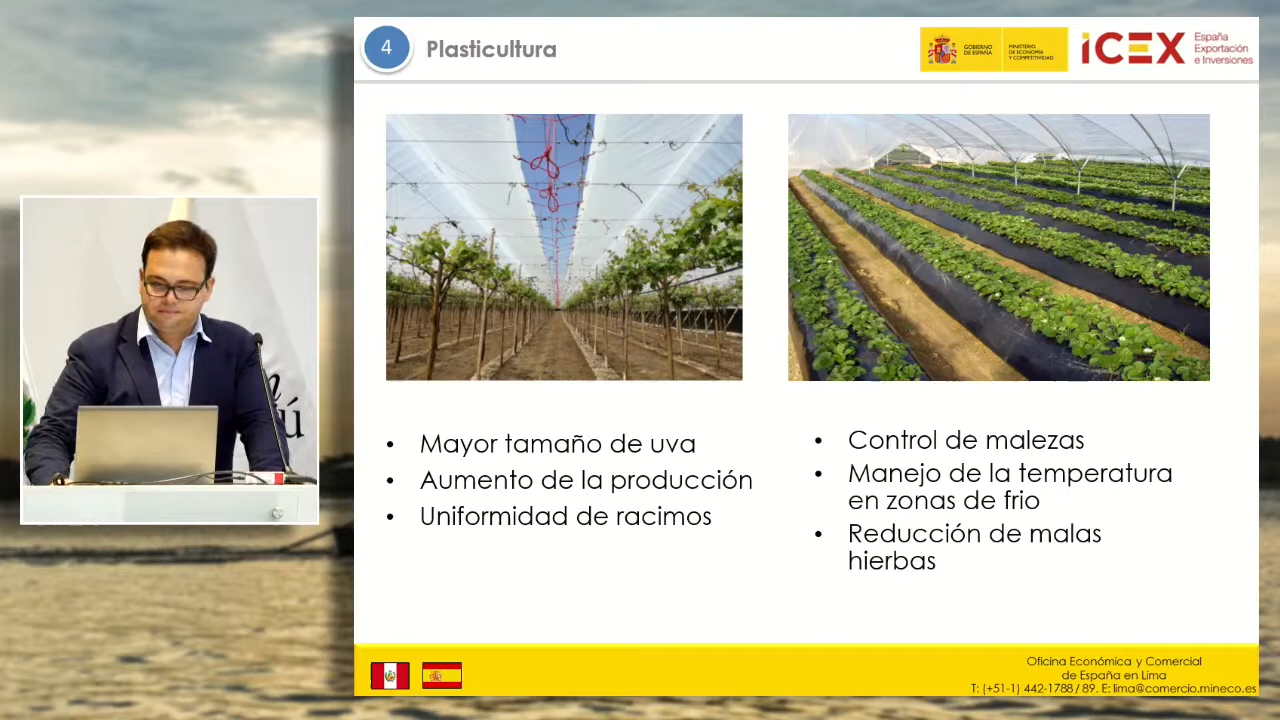 4
Plasticultura
GOBIERNO
DE ESPAÑA
MINISTERIO
DE ECONOMÍA
Y COMPETITIVIDAD
ICEX
España
Exportación
e Inversiones
• Mayor tamaño de uva
• Aumento de la producción
• Uniformidad de racimos
• Control de malezas
• Manejo de la temperatura
en zonas de frio
• Reducción de malas
hierbas
ú
Oficina Económica y Comercial
de España en Lima
T: (+51-1) 442-1788 / 89. E: lima@comercio.mineco.es